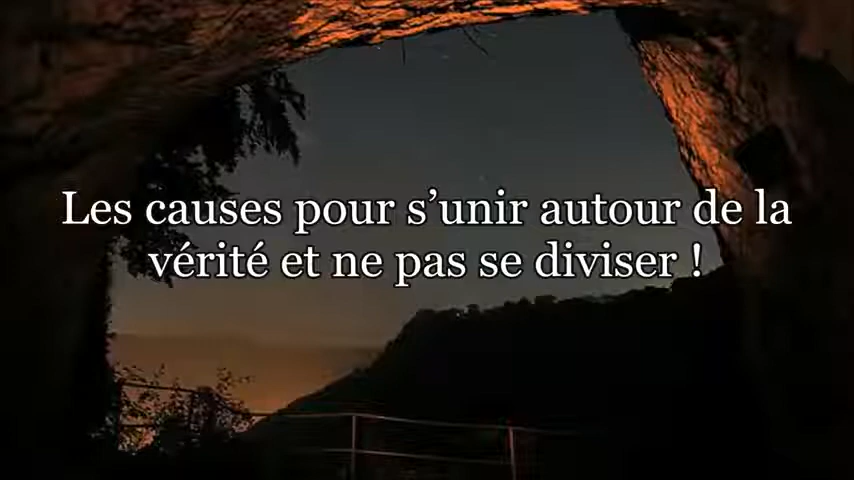 Les causes pour s’unir autour de la
vérité et ne pas se diviser !